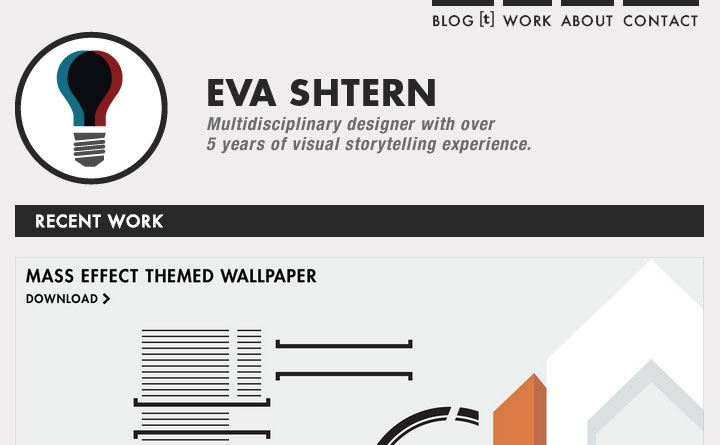 BLOG [t] WORK ABOUT CONTACT
EVA SHTERN
Multidisciplinary designer with over
5 years of visual storytelling experience.
RECENT WORK
MASS EFFECT THEMED WALLPAPER
DOWNLOAD